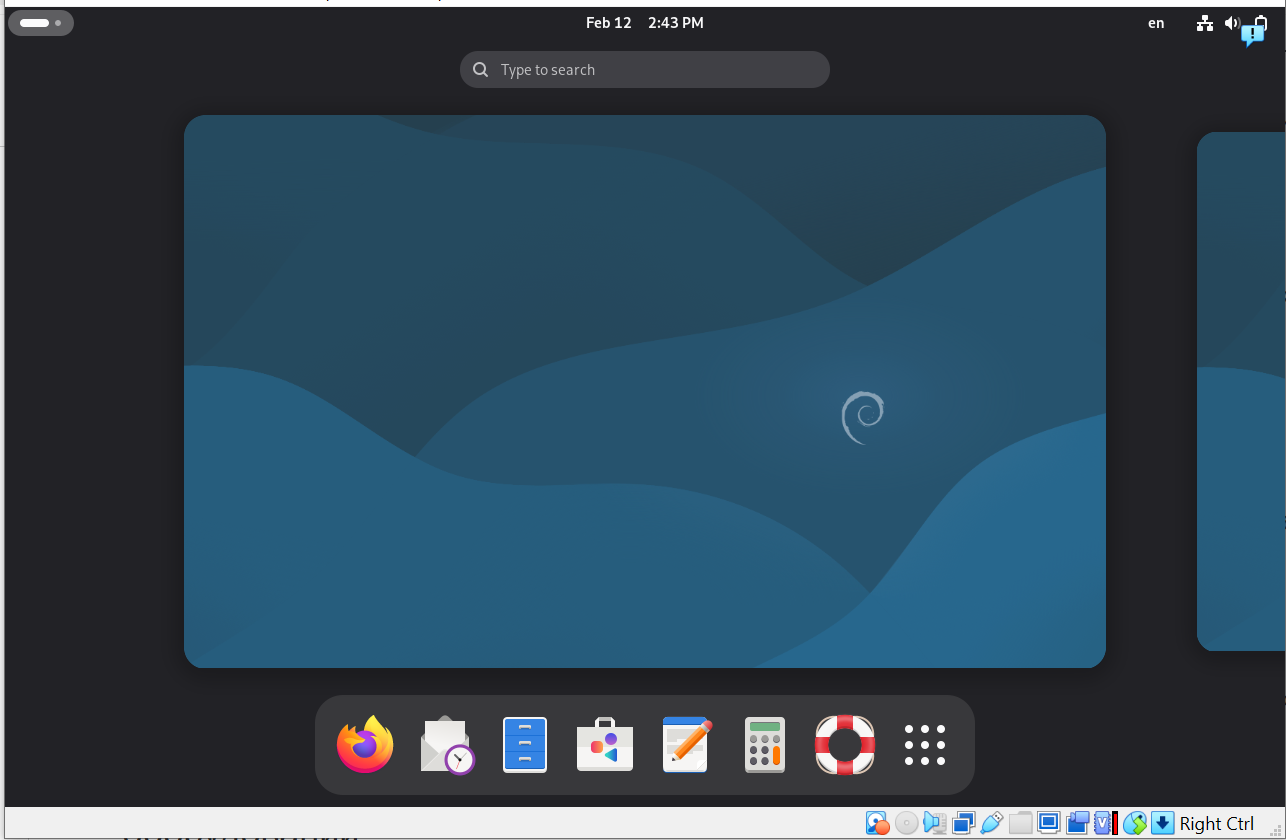 Feb 12 2:43 PM
en
Type to search
Right Ctrl